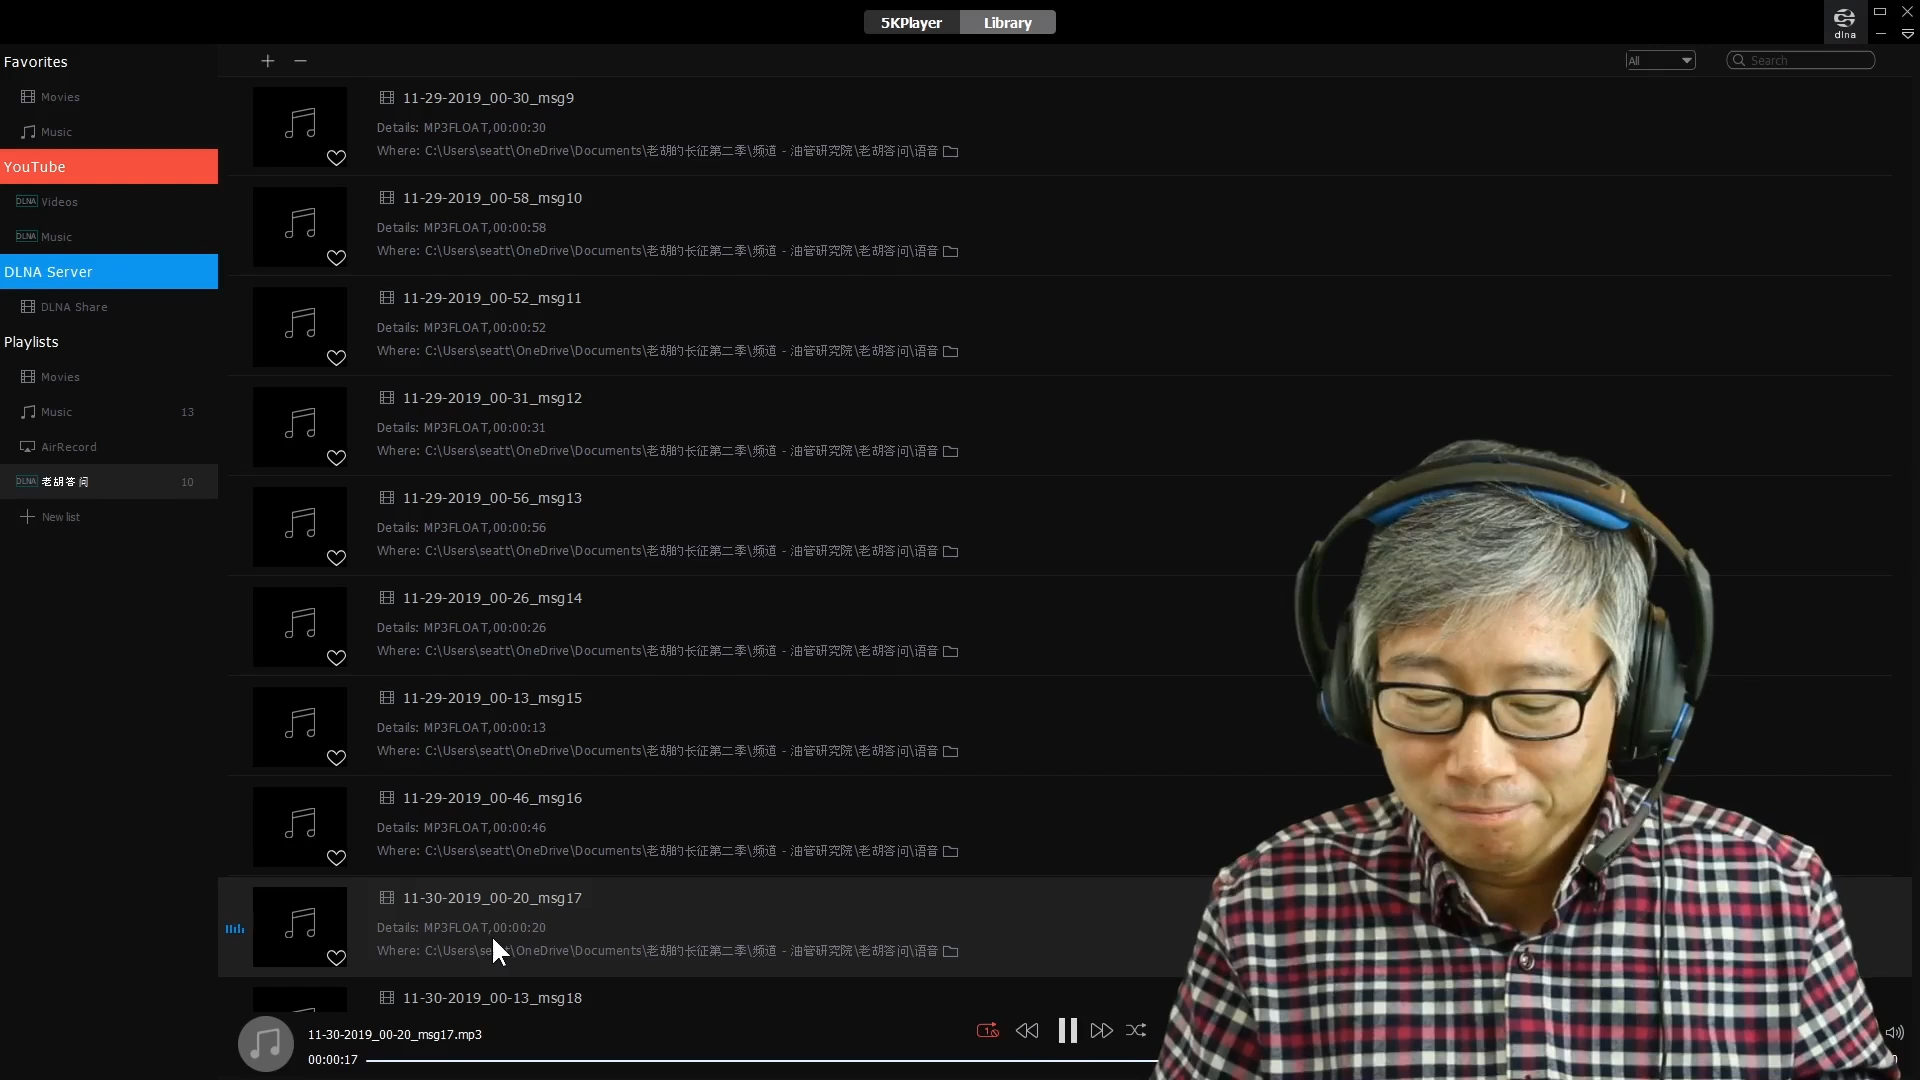 5KPlayer Library
dlna
Favorites
Movies
Music
YouTube
DLNA Videos
DLNA Music
DLNA Server
DLNA Share
Playlists
Movies
Music 13
AirRecord
DLNA 老胡答问 10
New list
All
Search
11-29-2019_00-30_msg9
Details: MP3FLOAT,00:00:30
Where: C:\Users\seatt\OneDrive\Documents\老胡的长征第二季\频道 - 油管研究院\老胡答问\语音
11-29-2019_00-58_msg10
Details: MP3FLOAT,00:00:58
Where: C:\Users\seatt\OneDrive\Documents\老胡的长征第二季\频道 - 油管研究院\老胡答问\语音
11-29-2019_00-52_msg11
Details: MP3FLOAT,00:00:52
Where: C:\Users\seatt\OneDrive\Documents\老胡的长征第二季\频道 - 油管研究院\老胡答问\语音
11-29-2019_00-31_msg12
Details: MP3FLOAT,00:00:31
Where: C:\Users\seatt\OneDrive\Documents\老胡的长征第二季\频道 - 油管研究院\老胡答问\语音
11-29-2019_00-56_msg13
Details: MP3FLOAT,00:00:56
Where: C:\Users\seatt\OneDrive\Documents\老胡的长征第二季\频道 - 油管研究院\老胡答问\语音
11-29-2019_00-26_msg14
Details: MP3FLOAT,00:00:26
Where: C:\Users\seatt\OneDrive\Documents\老胡的长征第二季\频道 - 油管研究院\老胡答问\语音
11-29-2019_00-13_msg15
Details: MP3FLOAT,00:00:13
Where: C:\Users\seatt\OneDrive\Documents\老胡的长征第二季\频道 - 油管研究院\老胡答问\语音
11-29-2019_00-46_msg16
Details: MP3FLOAT,00:00:46
Where: C:\Users\seatt\OneDrive\Documents\老胡的长征第二季\频道 - 油管研究院\老胡答问\语音
11-30-2019_00-20_msg17
Details: MP3FLOAT,00:00:20
Where: C:\Users\seatt\OneDrive\Documents\老胡的长征第二季\频道 - 油管研究院\老胡答问\语音
11-30-2019_00-13_msg18
11-30-2019_00-20_msg17.mp3
00:00:17